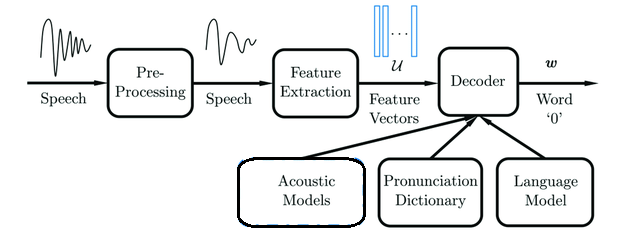 Speech
Pre-
Processing
Speech
Feature
Extraction
...
𝒰
Feature
Vectors
Decoder
w
Word
‘0’
Acoustic
Models
Pronunciation
Dictionary
Language
Model